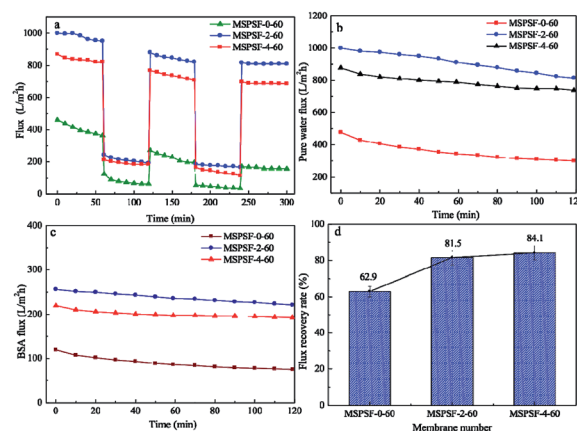 a
MSPSF-0-60
MSPSF-2-60
MSPSF-4-60
Flux (L/m²h)
1000
800
600
400
200
0
0 50 100 150 200 250 300
Time (min)
b
MSPSF-0-60
MSPSF-2-60
MSPSF-4-60
Pure water flux (L/m²h)
1200
1000
800
600
400
200
0 20 40 60 80 100 120
Time (min)
c
MSPSF-0-60
MSPSF-2-60
MSPSF-4-60
BSA flux(L/m²h)
400
300
200
100
0
0 20 40 60 80 100 120
Time (min)
d
62.9
81.5
84.1
Flux recovery rate (%)
100
80
60
40
20
0
MSPSF-0-60 MSPSF-2-60 MSPSF-4-60
Membrane number